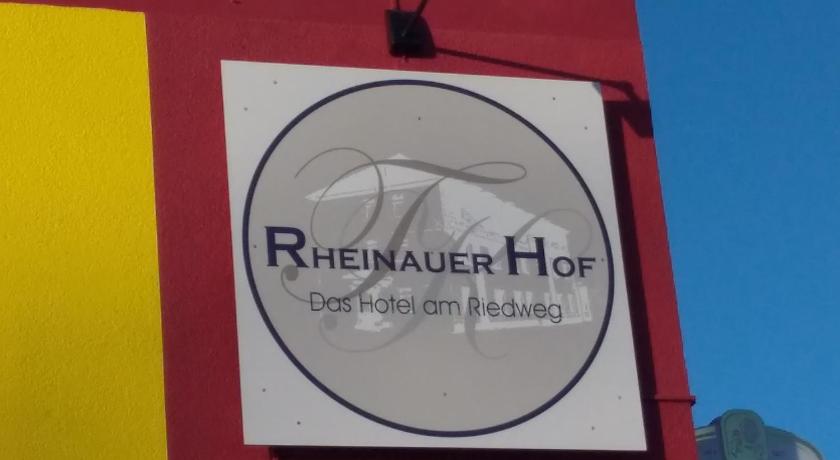 RHEINAUER HOF
Das Hotel am Riedweg